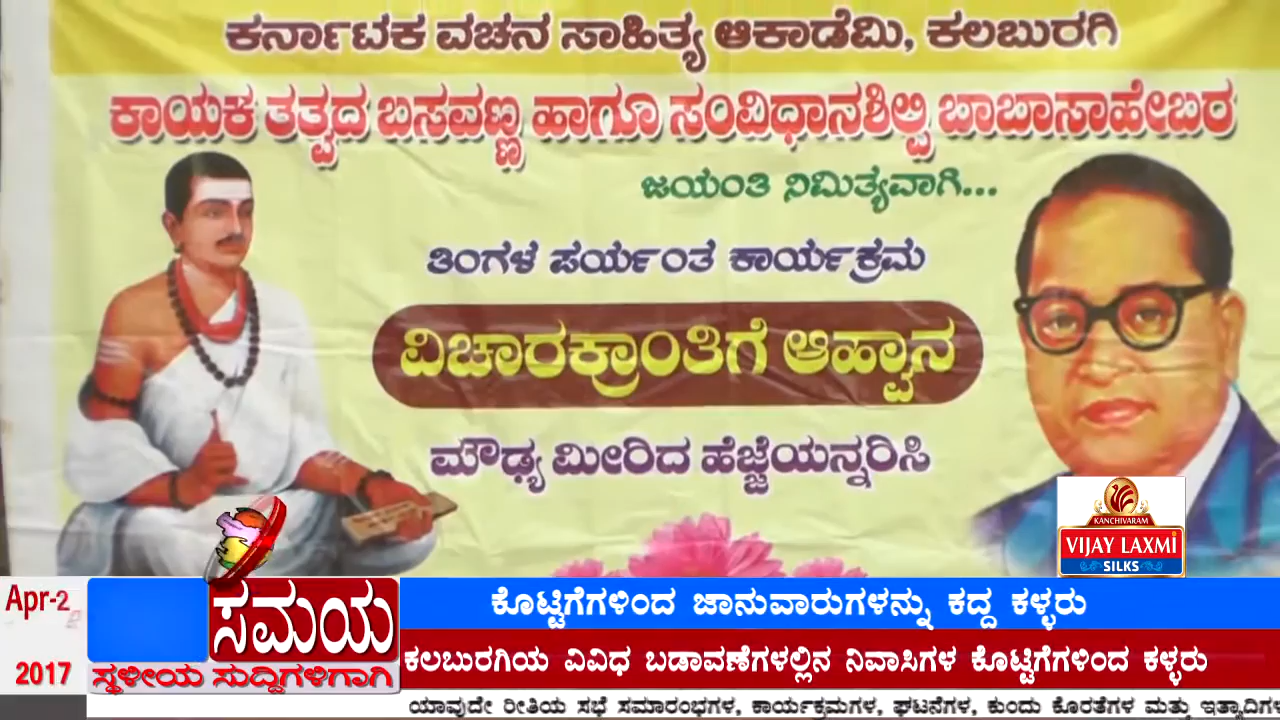 ಕರ್ನಾಟಕ ವಚನ ಸಾಹಿತ್ಯ ಆಕಾಡೆಮಿ, ಕಲಬುರಗಿ
ಕಾಯಕ ತತ್ವದ ಬಸವಣ್ಣ ಹಾಗೂ ಸಂವಿಧಾನಶಿಲ್ಪಿ ಬಾಬಾಸಾಹೇಬರ
ಜಯಂತಿ ನಿಮಿತ್ಯವಾಗಿ...
ತಿಂಗಳ ಪರ್ಯಂತ ಕಾರ್ಯಕ್ರಮ
ವಿಚಾರಕ್ರಾಂತಿಗೆ ಆಹ್ವಾನ
ಮೌಢ್ಯ ಮೀರಿದ ಹೆಜ್ಜೆಯನ್ನರಿಸಿ
KANCHIVARAM
VIJAY LAXMI
SILKS
Apr-2
2017
ಸಮಯ
ಸ್ಥಳೀಯ ಸುದ್ದಿಗಳಿಗಾಗಿ
ಕೊಟ್ಟಿಗೆಗಳಿಂದ ಜಾನುವಾರುಗಳನ್ನು ಕದ್ದ ಕಳ್ಳರು
ಕಲಬುರಗಿಯ ವಿವಿಧ ಬಡಾವಣೆಗಳಲ್ಲಿನ ನಿವಾಸಿಗಳ ಕೊಟ್ಟಿಗೆಗಳಿಂದ ಕಳ್ಳರು
ಯಾವುದೇ ರೀತಿಯ ಸಭೆ ಸಮಾರಂಭಗಳ, ಕಾರ್ಯಕ್ರಮಗಳ, ಘಟನೆಗಳ, ಕುಂದು ಕೊರತೆಗಳ ಮತ್ತು ಇತ್ಯಾದಿಗಳ